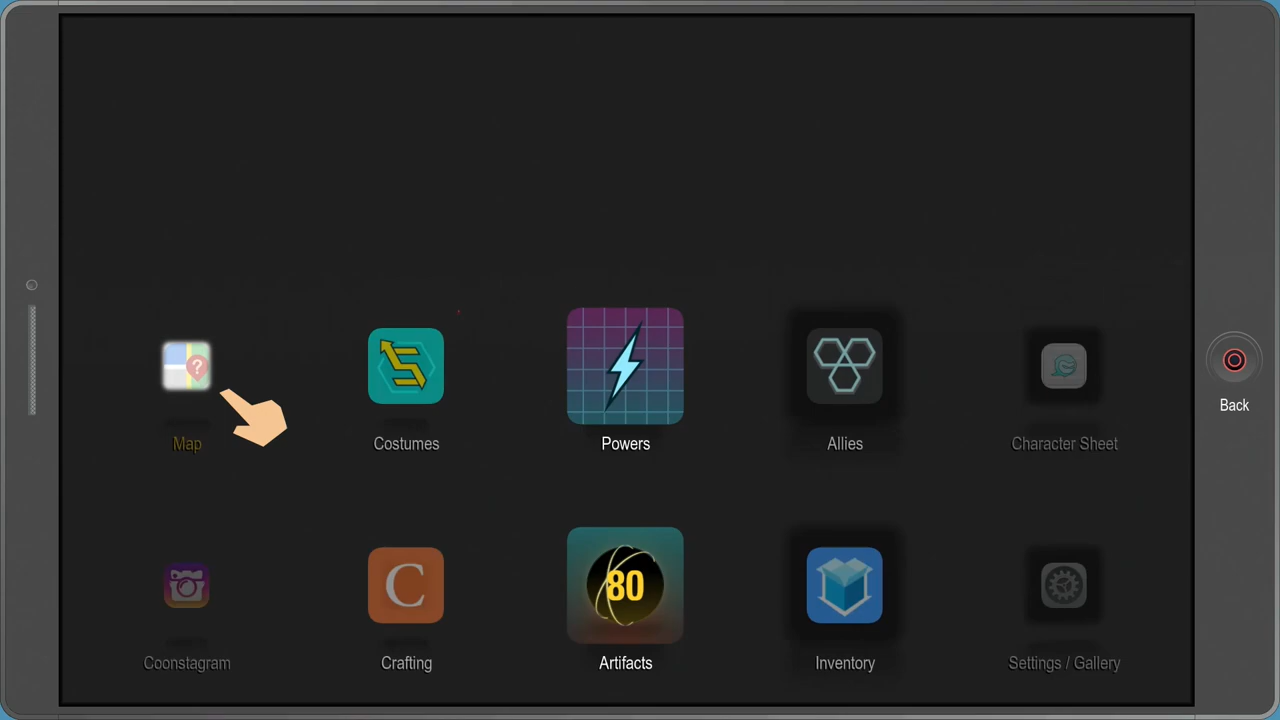 ?
Back
Map
Costumes
Powers
Allies
Character Sheet
C
80
Coonstagram
Crafting
Artifacts
Inventory
Settings / Gallery